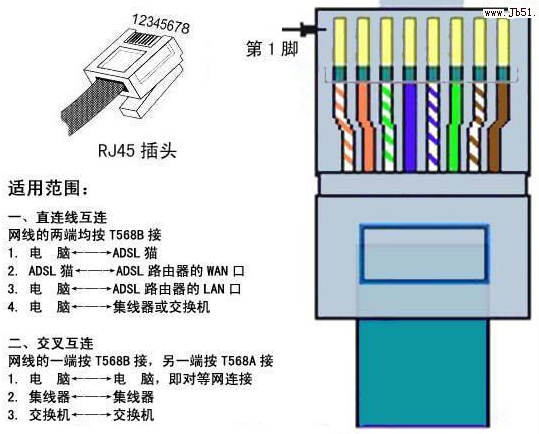 www.Jb51.
12345678
第1脚
RJ45 插头
适用范围：
一、直连线互连
网线的两端均按 T568B 接
1. 电 脑←——→ADSL 猫
2. ADSL 猫←——→ADSL 路由器的 WAN 口
3. 电 脑←——→ADSL 路由器的 LAN 口
4. 电 脑←——→集线器或交换机
二、交叉互连
网线的一端按 T568B 接，另一端按 T568A 接
1. 电 脑←——→电 脑，即对等网连接
2. 集线器←——→集线器
3. 交换机←——→交换机